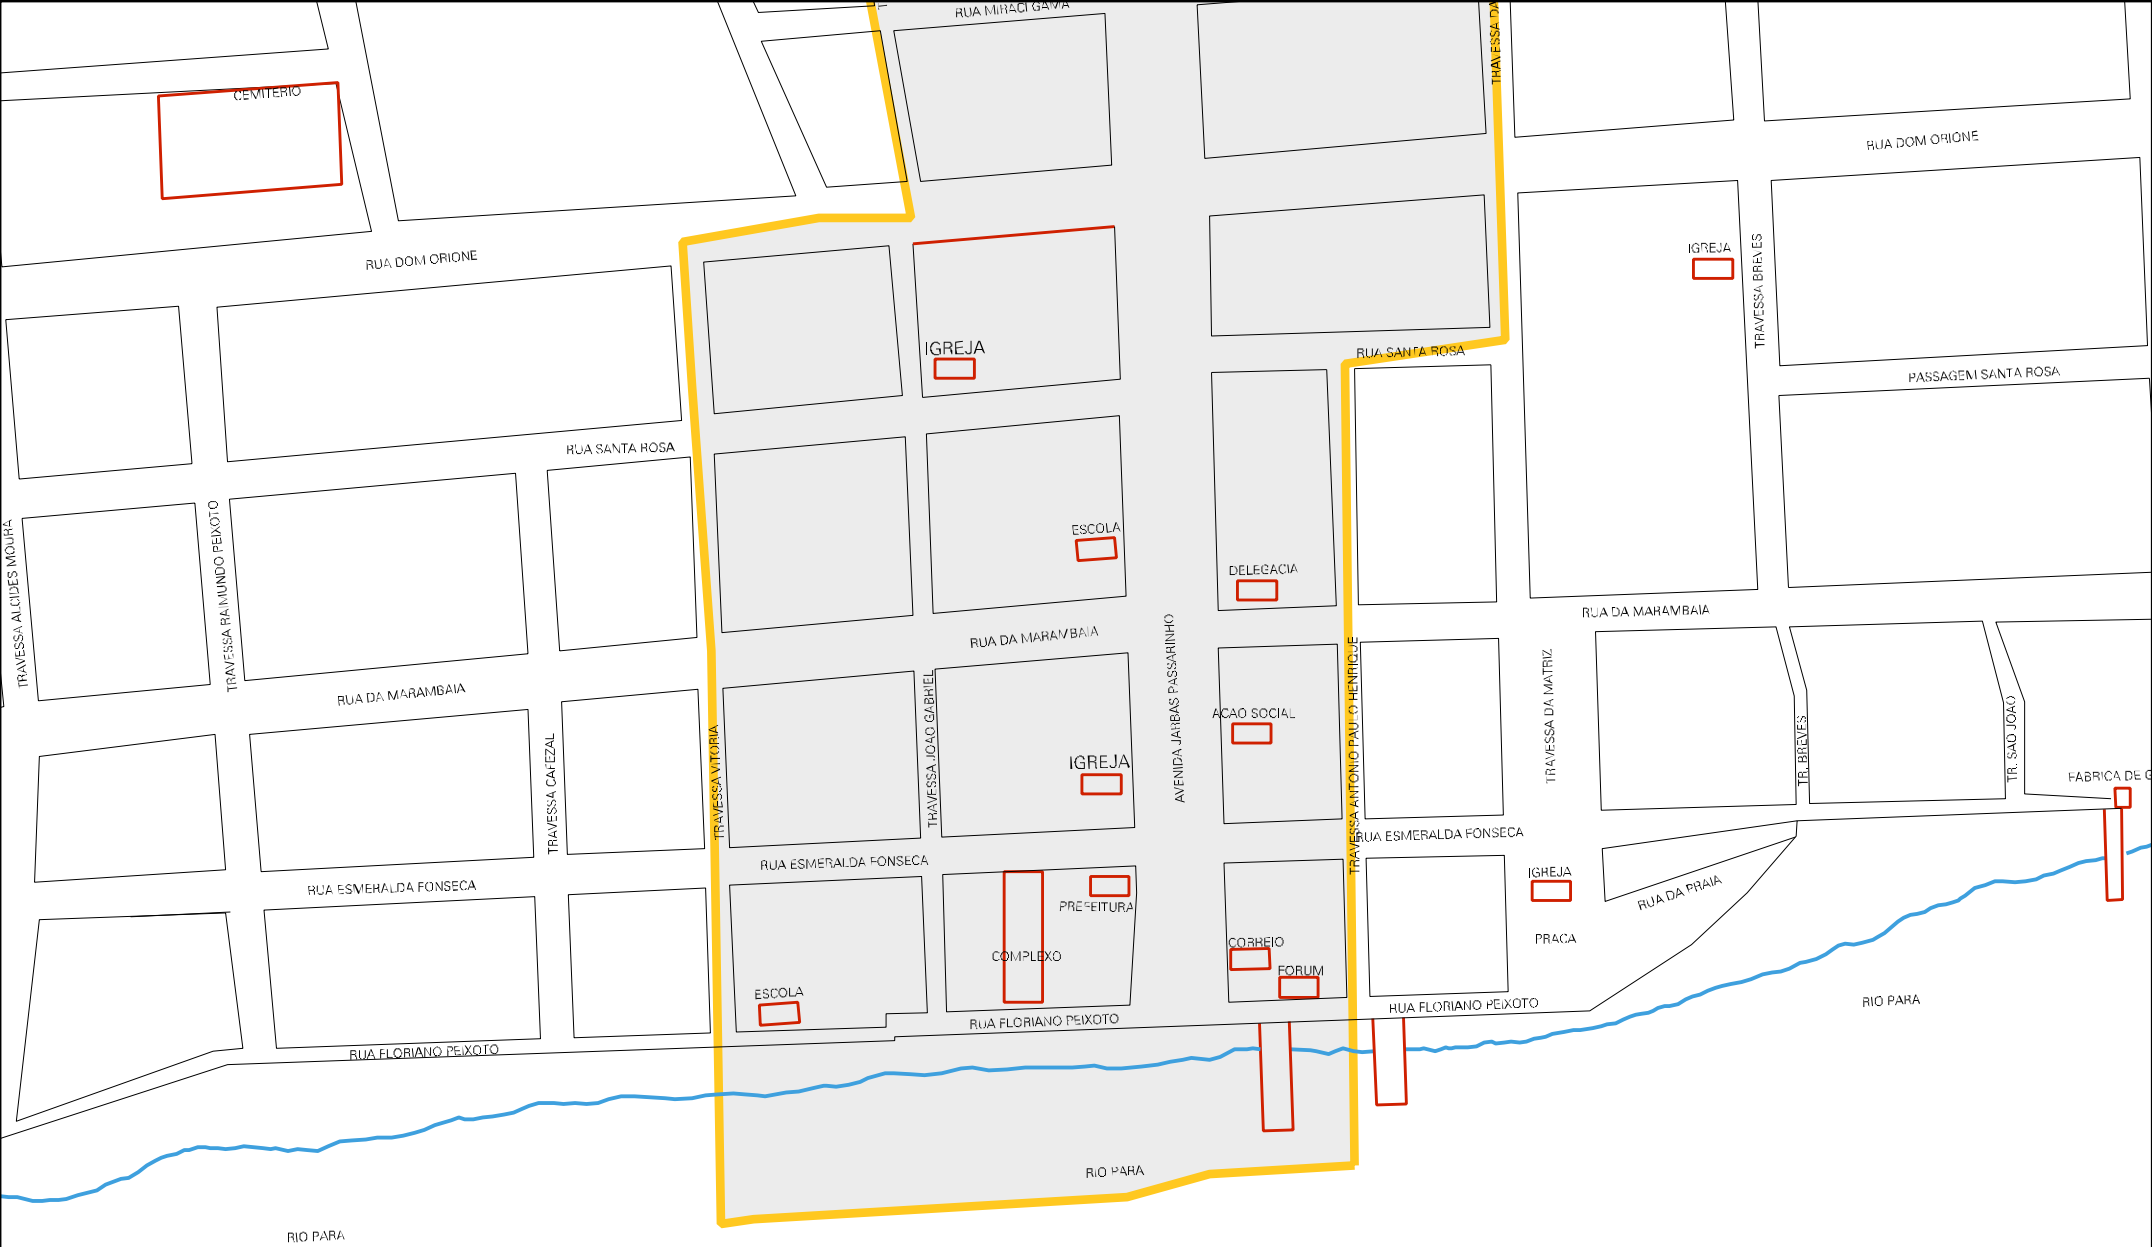 RUA MIRACI GAMA
TRAVESSA DA
CEMITERIO
RUA DOM ORIONE
RUA DOM ORIONE
IGREJA
TRAVESSA BREVES
IGREJA
RUA SANTA ROSA
PASSAGEM SANTA ROSA
RUA SANTA ROSA
TRAVESSA ALCIDES MOURA
TRAVESSA RAIMUNDO PEIXOTO
ESCOLA
DELEGACIA
RUA DA MARAMBAIA
RUA DA MARAMBAIA
RUA DA MARAMBAIA
AVENIDA JARBAS PASSARINHO
TRAVESSA ANTONIO PAULO HENRIQUE
TRAVESSA DA MATRIZ
TRAVESSA JOAO GABRIEL
TRAVESSA VITORIA
TRAVESSA CAFEZAL
ACAO SOCIAL
IGREJA
TR. BREVES
TR. SAO JOAO
FABRICA DE G
RUA ESMERALDA FONSECA
RUA ESMERALDA FONSECA
RUA ESMERALDA FONSECA
IGREJA
RUA DA PRAIA
PREFEITURA
COMPLEXO
CORREIO
FORUM
PRACA
ESCOLA
RUA FLORIANO PEIXOTO
RUA FLORIANO PEIXOTO
RUA FLORIANO PEIXOTO
RIO PARA
RIO PARA
RIO PARA